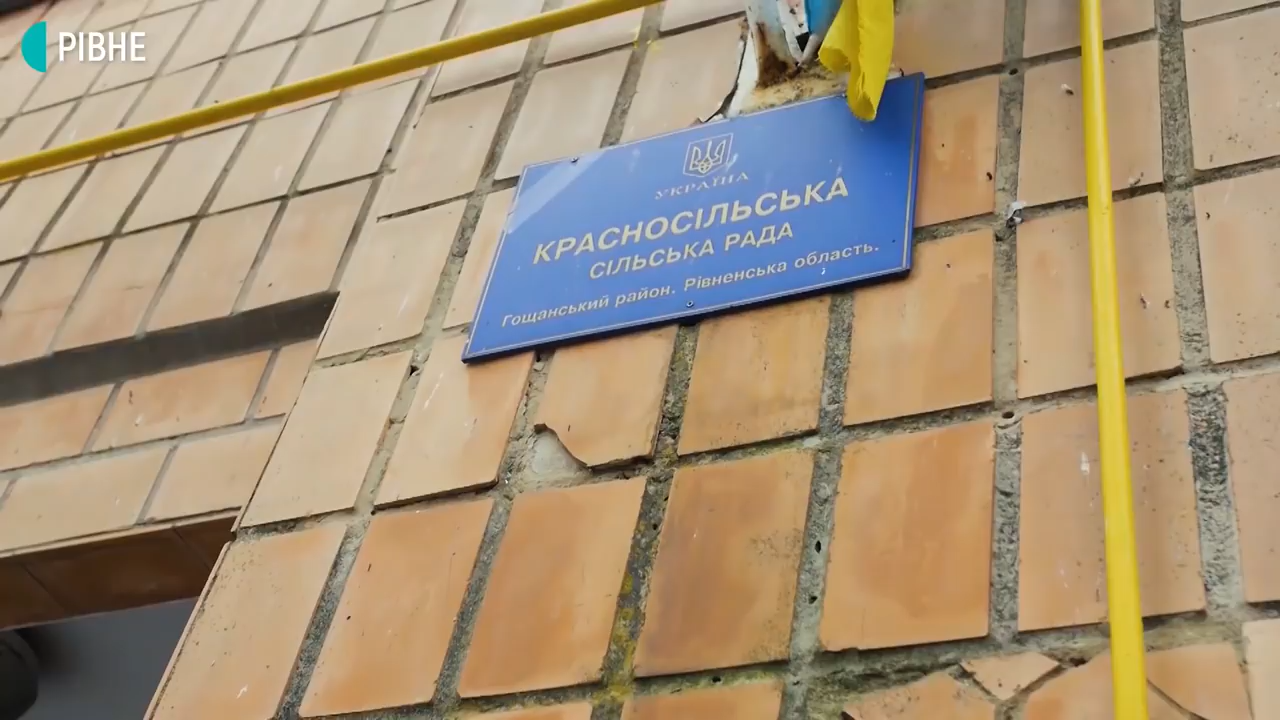 РІВНЕ
УКРАЇНА
КРАСНОСІЛЬСЬКА
СІЛЬСЬКА РАДА
Гощанський район. Рівненська область.